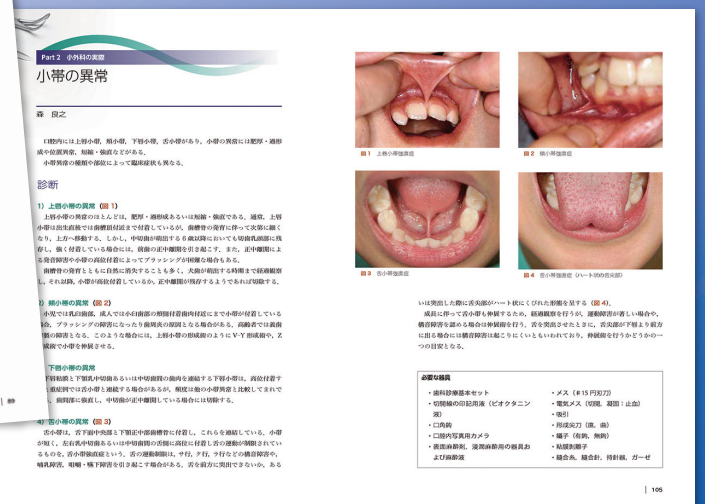 Part 2 小外科の実際
小帯の異常
森 良之
口腔内には上唇小帯，頬小帯，下唇小帯，舌小帯があり，小帯の異常には肥厚・過形
成や位置異常，短縮・強直などがある．
小帯異常の種類や部位によって臨床症状も異なる．
診断
1）上唇小帯の異常（図 1）
上唇小帯の異常のほとんどは，肥厚・過形成あるいは短縮・強直である．通常，上唇
小帯は出生直後では歯槽頂付近まで付着しているが，歯槽骨の発育に伴って次第に細く
なり，上方へ移動する．しかし，中切歯が萌出する 6 歳以降においても切歯乳頭部に残
存し，強く付着している場合には，前歯の正中離開を引き起こす．また，正中離開によ
る発音障害や小帯の高位付着によってブラッシングが困難な場合もある．
歯槽骨の発育とともに自然に消失することも多く，犬歯が萌出する時期まで経過観察
し，それ以降，小帯が高位付着しているか，正中離開が残存するようであれば切除する．
2）頬小帯の異常（図 2）
小児では乳臼歯部，成人では小臼歯部の頬側付着歯肉付近にまで小帯が付着している
場合，ブラッシングの障害になったり歯周炎の原因となる場合がある．高齢者では義歯
の障害となる．このような場合には，上唇小帯の形成術のように V-Y 形成術や，Z
成術で小帯を伸展させる．
下唇小帯の異常
唇粘膜と下顎乳中切歯あるいは中切歯間の歯肉を連結する下唇小帯は，高位付着す
重症例では舌小帯と連続する場合があるが，頻度は他の小帯異常と比較してまれで
歯間部に強直し，中切歯が正中離開している場合には切除する．
4）舌小帯の異常（図 3）
舌小帯は，舌下面中央部と下顎正中部歯槽骨に付着し，これらを連結している．小帯
が短く，左右乳中切歯あるいは中切歯間の舌側に高位に付着し舌の運動が制限されてい
るものを，舌小帯強直症という．舌の運動制限は，サ行，タ行，ラ行などの構音障害や，
哺乳障害，咀嚼・嚥下障害を引き起こす場合がある．舌を前方に突出できないか，ある
89
図 1 上唇小帯強直症
図 2 頬小帯強直症
図 3 舌小帯強直症
図 4 舌小帯強直症（ハート状の舌尖部）
いは突出した際に舌尖部がハート状にくびれた形態を呈する（図 4）．
成長に伴って舌小帯も伸展するため，経過観察を行うが，運動障害が著しい場合や，
構音障害を認める場合は伸展術を行う．舌を突出させたときに，舌尖部が下唇より前方
に出る場合には構音障害は起こりにくいともいわれており，伸展術を行うかどうかの一
つの目安となる．
必要な器具
・歯科診療基本セット
・切開線の印記用液（ピオクタニン
液）
・口角鉤
・口腔内写真用カメラ
・表面麻酔剤，浸潤麻酔用の器具お
よび麻酔液
・メス（＃15 円刃刀）
・電気メス（切開，凝固：止血）
・吸引
・形成尖刀（直，曲）
・鑷子（有鉤，無鉤）
・粘膜剥離子
・縫合糸，縫合針，持針器，ガーゼ
105